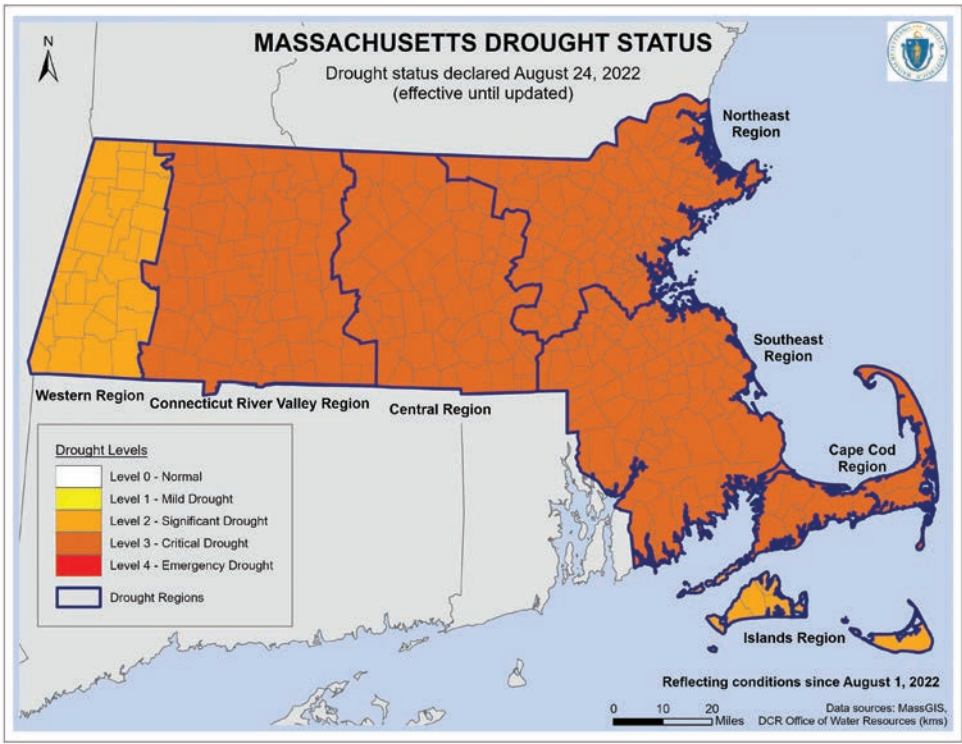 MASSACHUSETTS DROUGHT STATUS
Drought status declared August 24, 2022
(effective until updated)
N
Northeast
Region
Southeast
Region
Cape Cod
Region
Western Region
Connecticut River Valley Region
Central Region
Islands Region
Drought Levels
Level 0 - Normal
Level 1 - Mild Drought
Level 2 - Significant Drought
Level 3 - Critical Drought
Level 4 - Emergency Drought
Drought Regions
Reflecting conditions since August 1, 2022
0 10 20
Miles
Data sources: MassGIS,
DCR Office of Water Resources (kms)